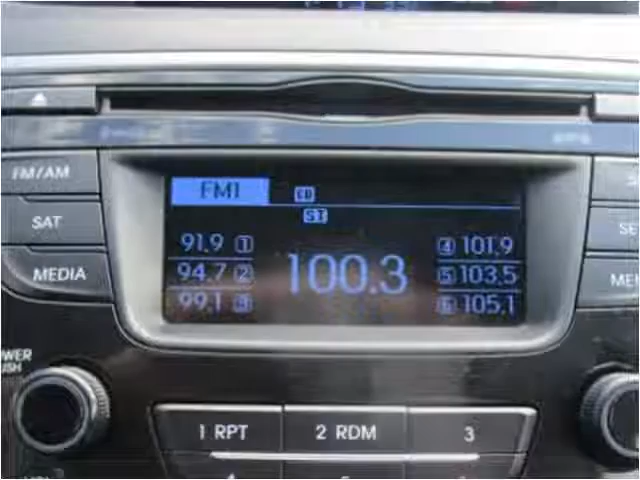 FM/AM
SAT
MEDIA
FM1
CD
ST
91.9 1
94.7 2
99.1 3
100.3
4 101.9
5 103.5
6 105.1
1 RPT
2 RDM
3